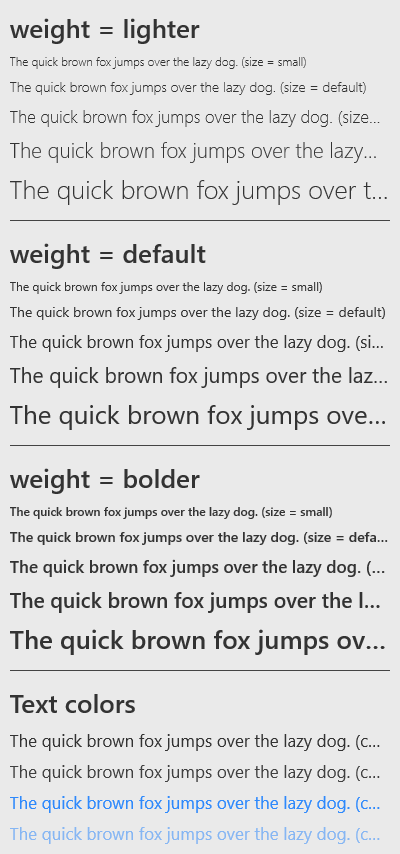 weight = lighter
The quick brown fox jumps over the lazy dog. (size = small)
The quick brown fox jumps over the lazy dog. (size = default)
The quick brown fox jumps over the lazy dog. (size...
The quick brown fox jumps over the lazy...
The quick brown fox jumps over t...
weight = default
The quick brown fox jumps over the lazy dog. (size = small)
The quick brown fox jumps over the lazy dog. (size = default)
The quick brown fox jumps over the lazy dog. (si...
The quick brown fox jumps over the laz...
The quick brown fox jumps ove...
weight = bolder
The quick brown fox jumps over the lazy dog. (size = small)
The quick brown fox jumps over the lazy dog. (size = defa...
The quick brown fox jumps over the lazy dog. (...
The quick brown fox jumps over the l...
The quick brown fox jumps ov...
Text colors
The quick brown fox jumps over the lazy dog. (c...
The quick brown fox jumps over the lazy dog. (c...
The quick brown fox jumps over the lazy dog. (c...
The quick brown fox jumps over the lazy dog. (c...